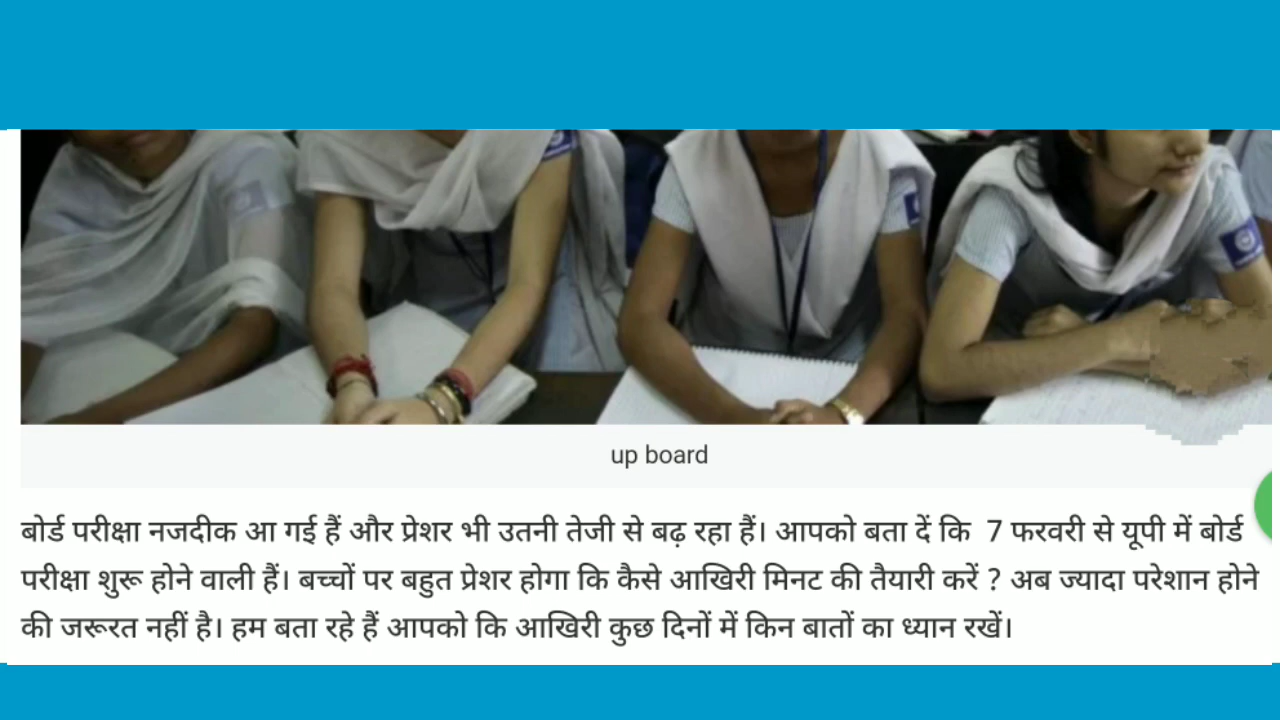 up board
बोर्ड परीक्षा नजदीक आ गई हैं और प्रेशर भी उतनी तेजी से बढ़ रहा हैं। आपको बता दें कि 7 फरवरी से यूपी में बोर्ड
परीक्षा शुरू होने वाली हैं। बच्चों पर बहुत प्रेशर होगा कि कैसे आखिरी मिनट की तैयारी करें ? अब ज्यादा परेशान होने
की जरूरत नहीं है। हम बता रहे हैं आपको कि आखिरी कुछ दिनों में किन बातों का ध्यान रखें।